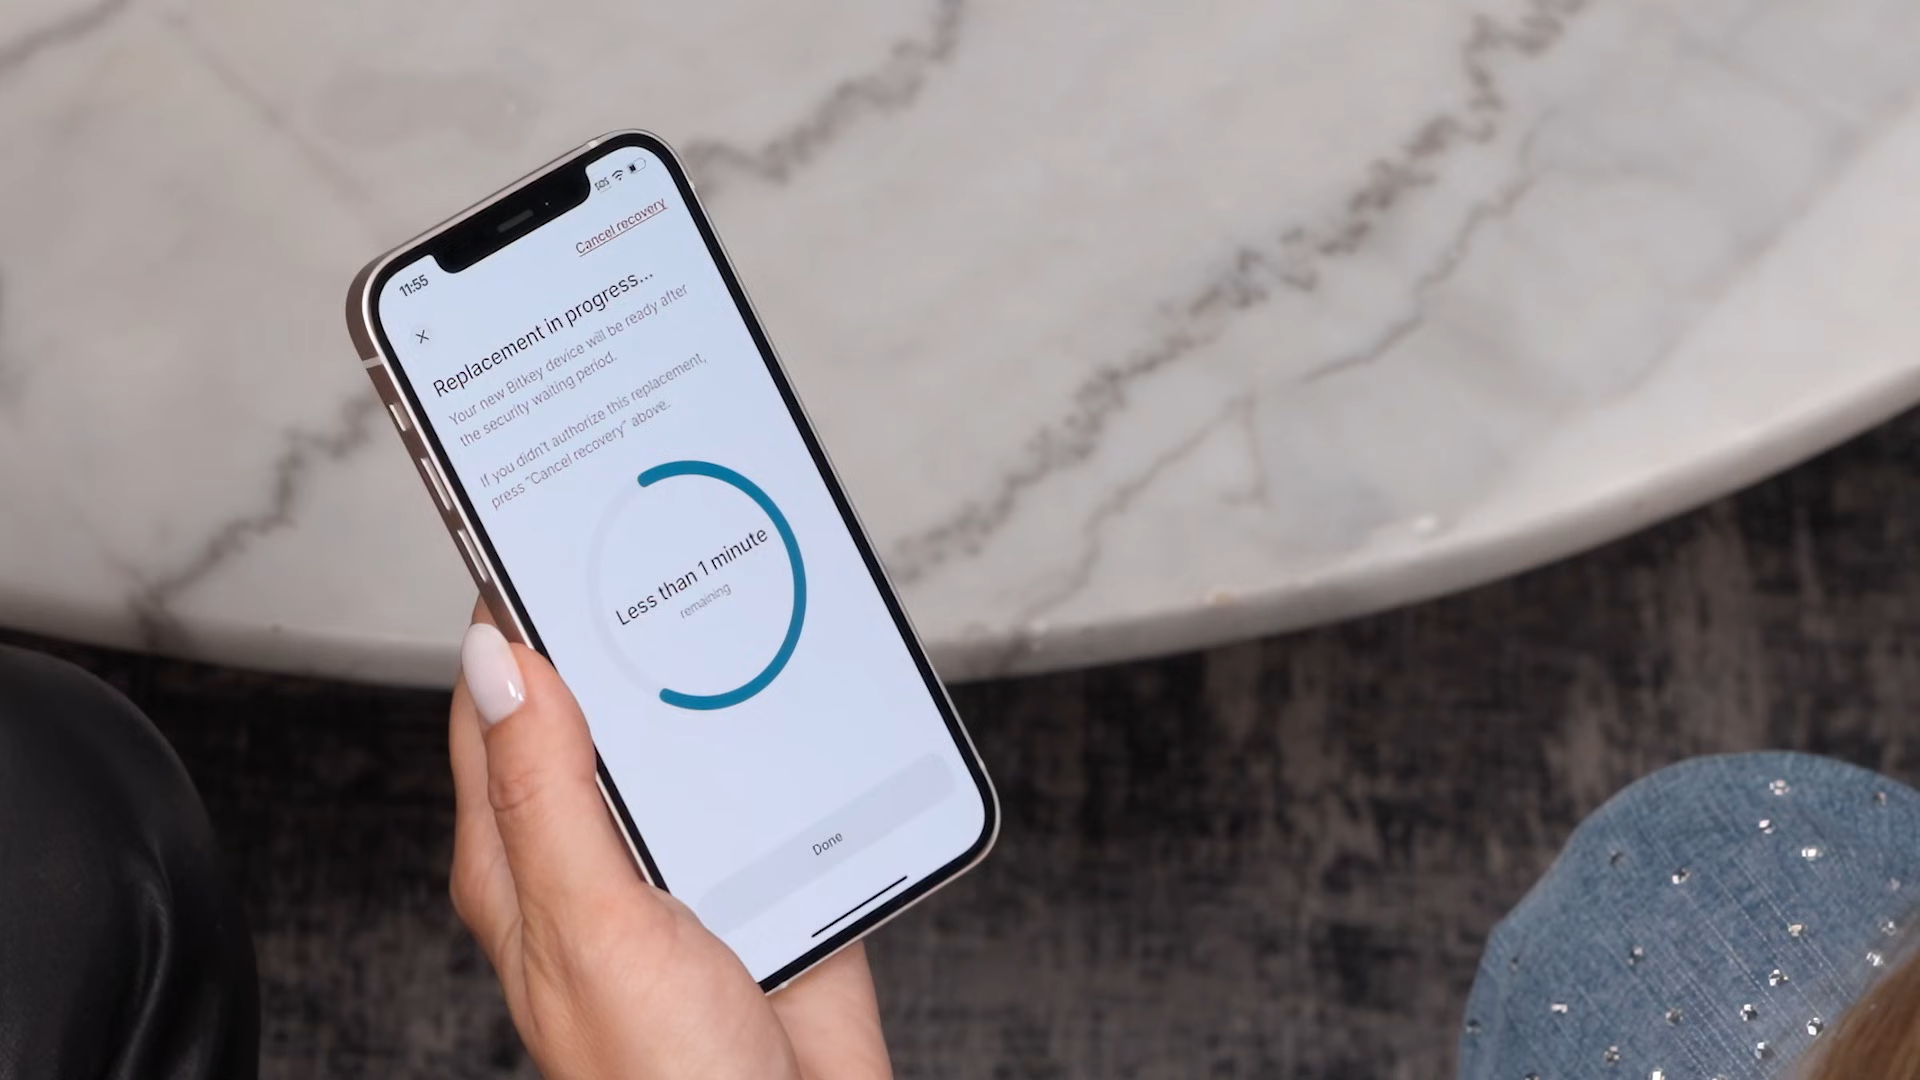 11:55
SOS
Cancel recovery
Replacement in progress...
Your new Bitkey device will be ready after
the security waiting period.
If you didn't authorize this replacement,
press "Cancel recovery" above.
Less than 1 minute
remaining
Done